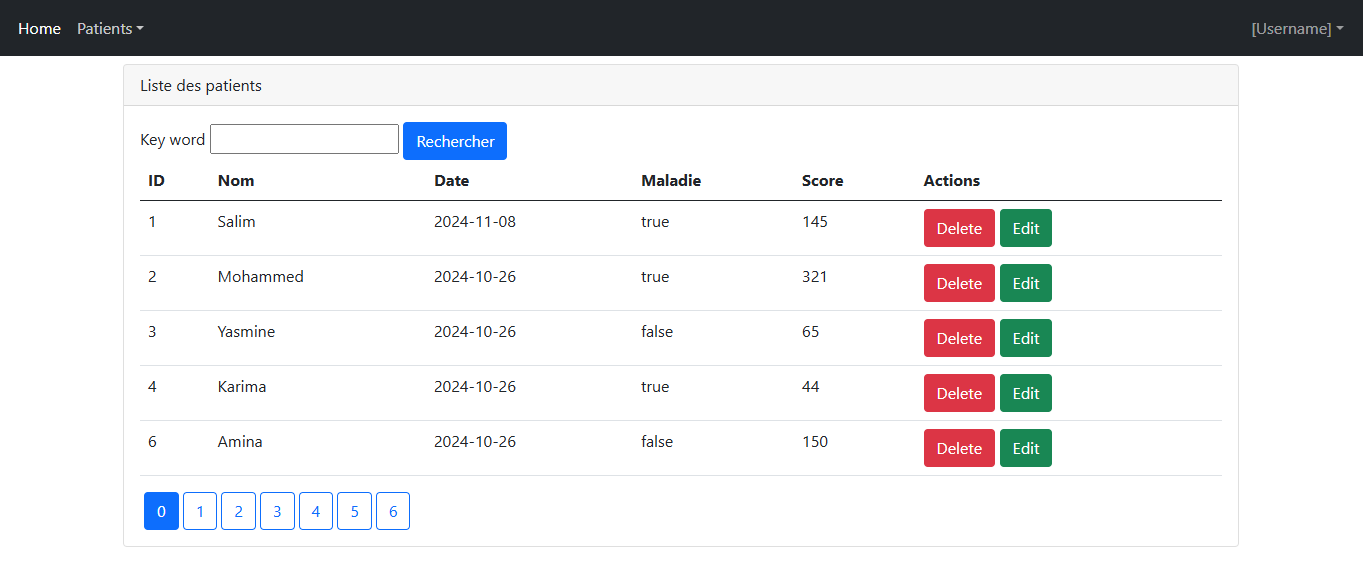 Home Patients [Username]
Liste des patients
Key word Rechercher
ID Nom Date Maladie Score Actions
1 Salim 2024-11-08 true 145 Delete Edit
2 Mohammed 2024-10-26 true 321 Delete Edit
3 Yasmine 2024-10-26 false 65 Delete Edit
4 Karima 2024-10-26 true 44 Delete Edit
6 Amina 2024-10-26 false 150 Delete Edit
0 1 2 3 4 5 6